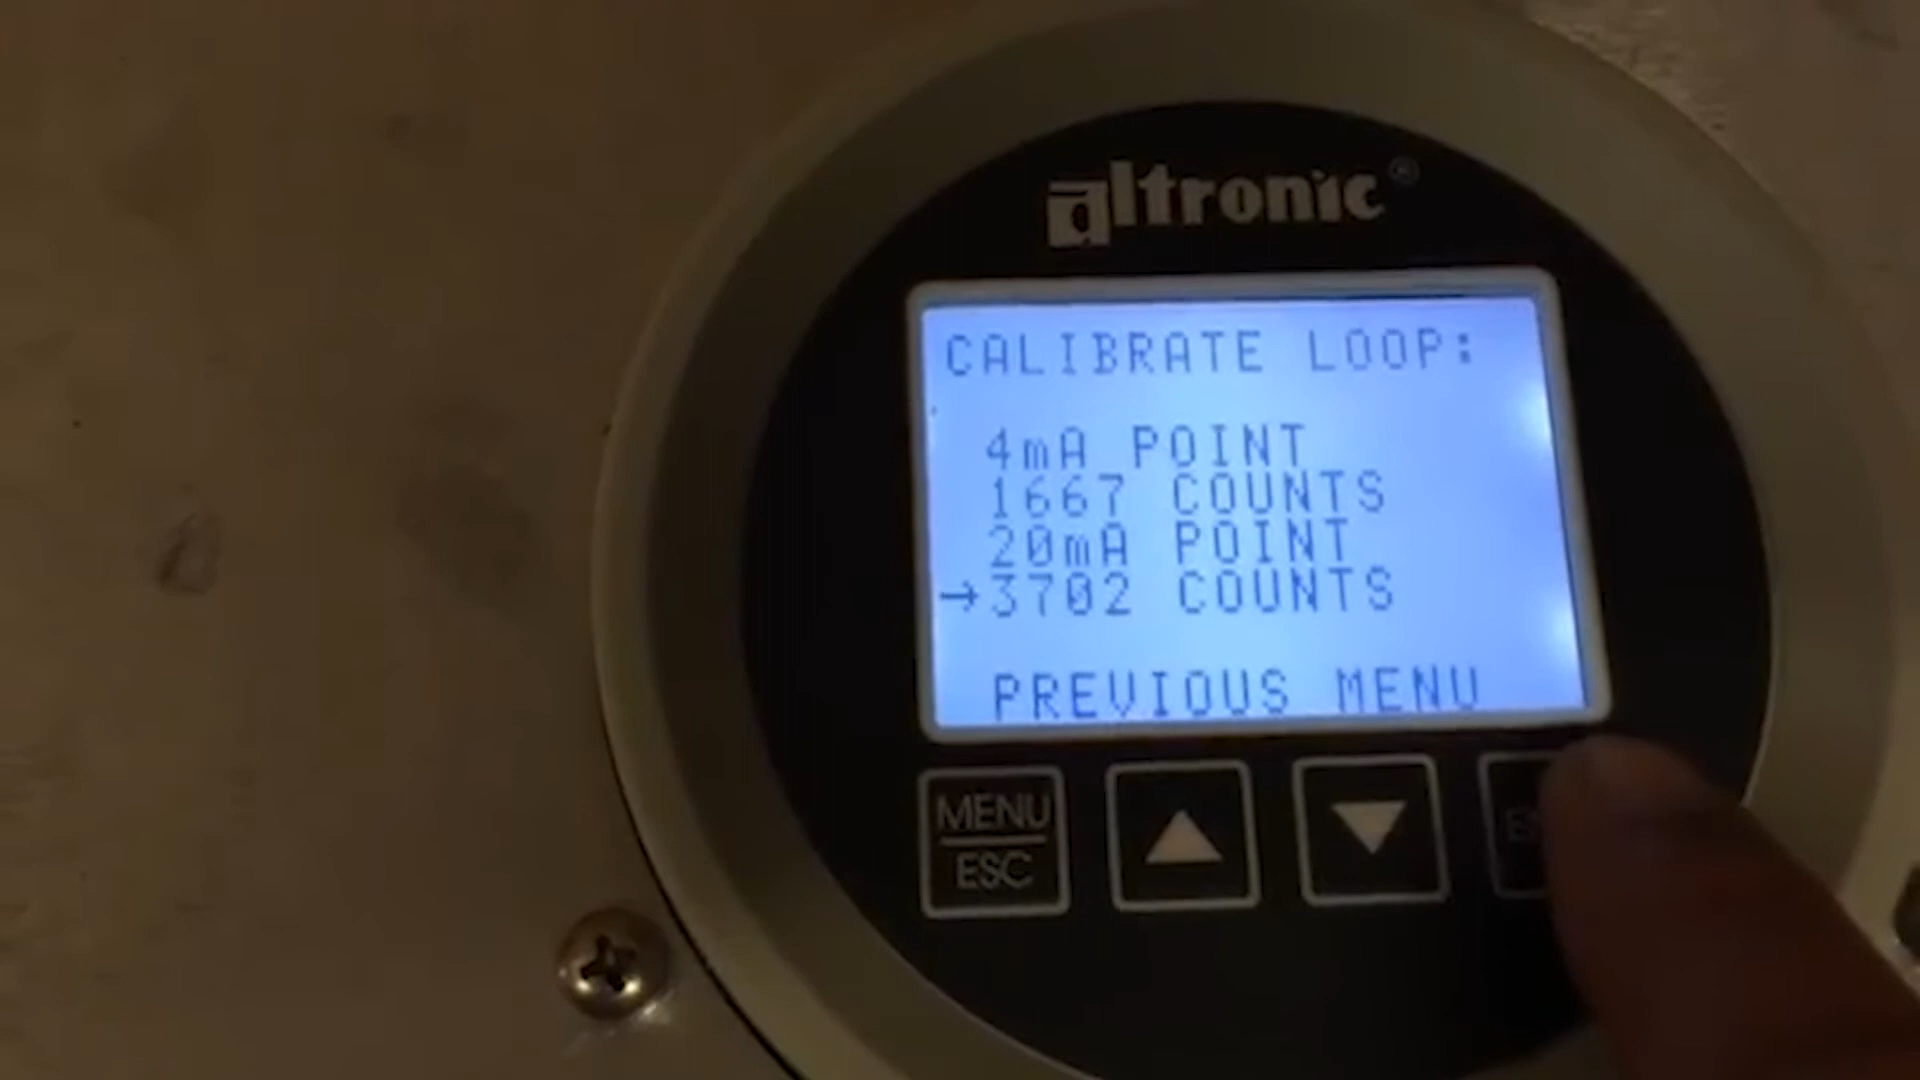 altronic®
CALIBRATE LOOP:
4mA POINT
1667 COUNTS
20mA POINT
→3702 COUNTS
PREVIOUS MENU
MENU
ESC